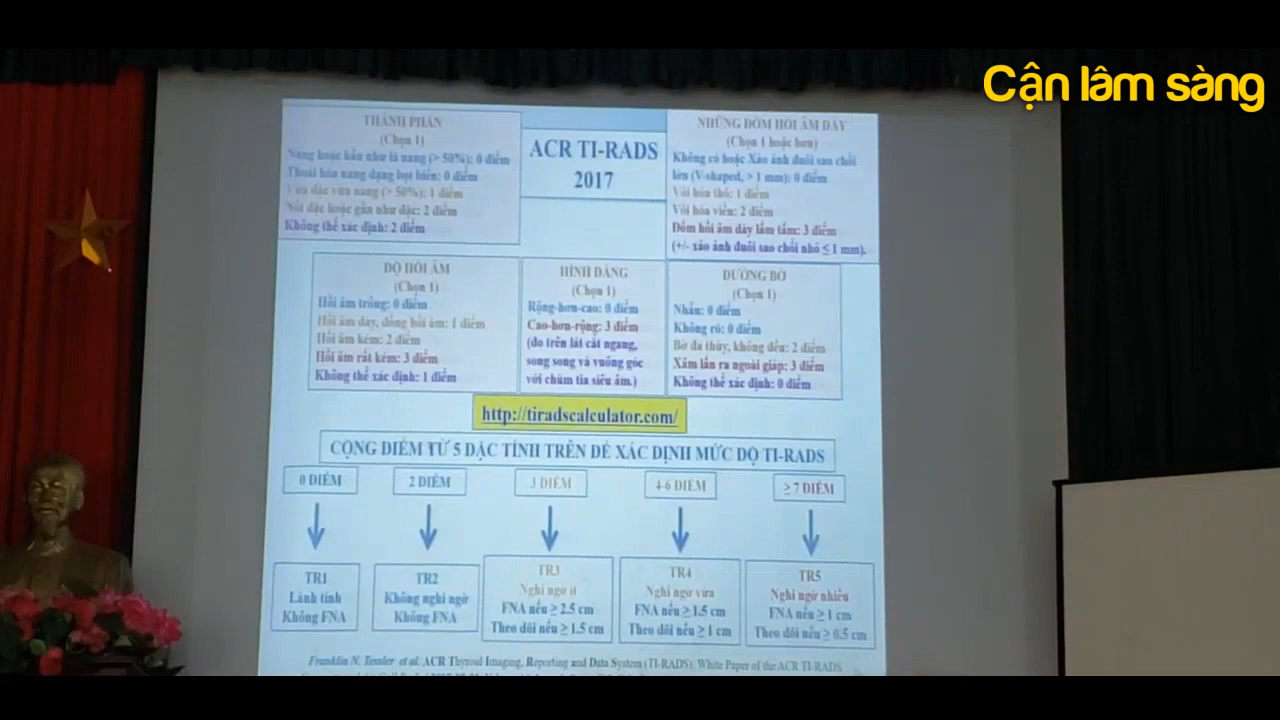 Cận lâm sàng
THÀNH PHẦN
(Chọn 1)
Nang hoặc hầu như là nang (> 50%): 0 điểm
Thoái hóa nang dạng bọt biển: 0 điểm
Vừa đặc vừa nang (> 50%): 1 điểm
Nốt đặc hoặc gần như đặc: 2 điểm
Không thể xác định: 2 điểm
ACR TI-RADS
2017
NHỮNG ĐỐM HỒI ÂM DÀY
(Chọn 1 hoặc hơn)
Không có hoặc Xảo ảnh đuôi sao chổi
lớn (V-shaped, > 1 mm): 0 điểm
Vôi hóa thô: 1 điểm
Vôi hóa viền: 2 điểm
Đốm hồi âm dày lấm tấm: 3 điểm
(+/- xảo ảnh đuôi sao chổi nhỏ ≤ 1 mm).
ĐỘ HỒI ÂM
(Chọn 1)
Hồi âm trống: 0 điểm
Hồi âm dày, đồng hồi âm: 1 điểm
Hồi âm kém: 2 điểm
Hồi âm rất kém: 3 điểm
Không thể xác định: 1 điểm
HÌNH DÁNG
(Chọn 1)
Rộng-hơn-cao: 0 điểm
Cao-hơn-rộng: 3 điểm
(đo trên lát cắt ngang,
song song và vuông góc
với chùm tia siêu âm.)
ĐƯỜNG BỜ
(Chọn 1)
Nhẵn: 0 điểm
Không rõ: 0 điểm
Bờ đa thùy, không đều: 2 điểm
Xâm lấn ra ngoài giáp: 3 điểm
Không thể xác định: 0 điểm
http://tiradscalculator.com/
CỘNG ĐIỂM TỪ 5 ĐẶC TÍNH TRÊN ĐỂ XÁC ĐỊNH MỨC ĐỘ TI-RADS
0 ĐIỂM
2 ĐIỂM
3 ĐIỂM
4-6 ĐIỂM
≥ 7 ĐIỂM
TR1
Lành tính
Không FNA
TR2
Không nghi ngờ
Không FNA
TR3
Nghi ngờ ít
FNA nếu ≥ 2.5 cm
Theo dõi nếu ≥ 1.5 cm
TR4
Nghi ngờ vừa
FNA nếu ≥ 1.5 cm
Theo dõi nếu ≥ 1 cm
TR5
Nghi ngờ nhiều
FNA nếu ≥ 1 cm
Theo dõi nếu ≥ 0.5 cm
Franklin N. Tessler et al. ACR Thyroid Imaging, Reporting and Data System (TI-RADS): White Paper of the ACR TI-RADS